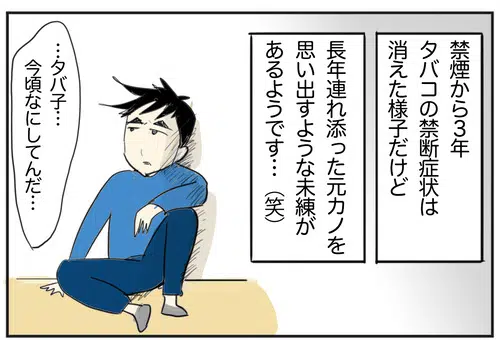 禁煙から3年
タバコの禁断症状は
消えた様子だけど
長年連れ添った元カノを
思い出すような未練が
あるようです…(笑)
…タバ子…
今頃なにしてんだ…